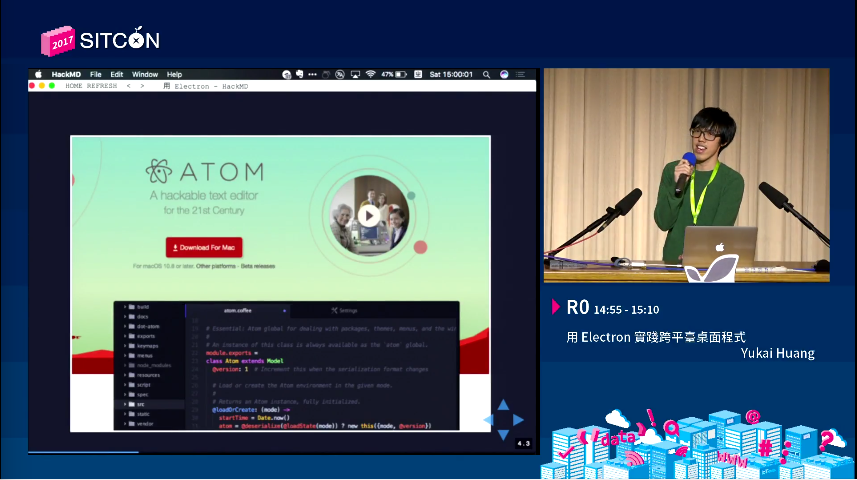 2017 SITCON
HackMD File Edit Window Help 47% Sat 15:00:01
HOME REFRESH < > 用 Electron - HackMD
ATOM
A hackable text editor
for the 21st Century
Download For Mac
For macOS 10.8 or later. Other platforms - Beta releases
build
docs
dot-atom
exports
keymaps
menus
node_modules
resources
script
spec
src
static
vendor
atom.coffee
Settings
# Essential: Atom global for dealing with packages, themes, menus, and the
#
# An instance of this class is always available as the `atom` global.
module.exports =
class Atom extends Model
@version: 1 # Increment this when the serialization format changes
# Load or create the Atom environment in the given mode.
#
# Returns an Atom instance, fully initialized.
@loadOrCreate: (mode) ->
startTime = Date.now()
atom = @deserialize(@loadState(mode)) ? new this({mode, @version})
4.3
R0 14:55 - 15:10
用 Electron 實踐跨平臺桌面程式
Yukai Huang
data
www